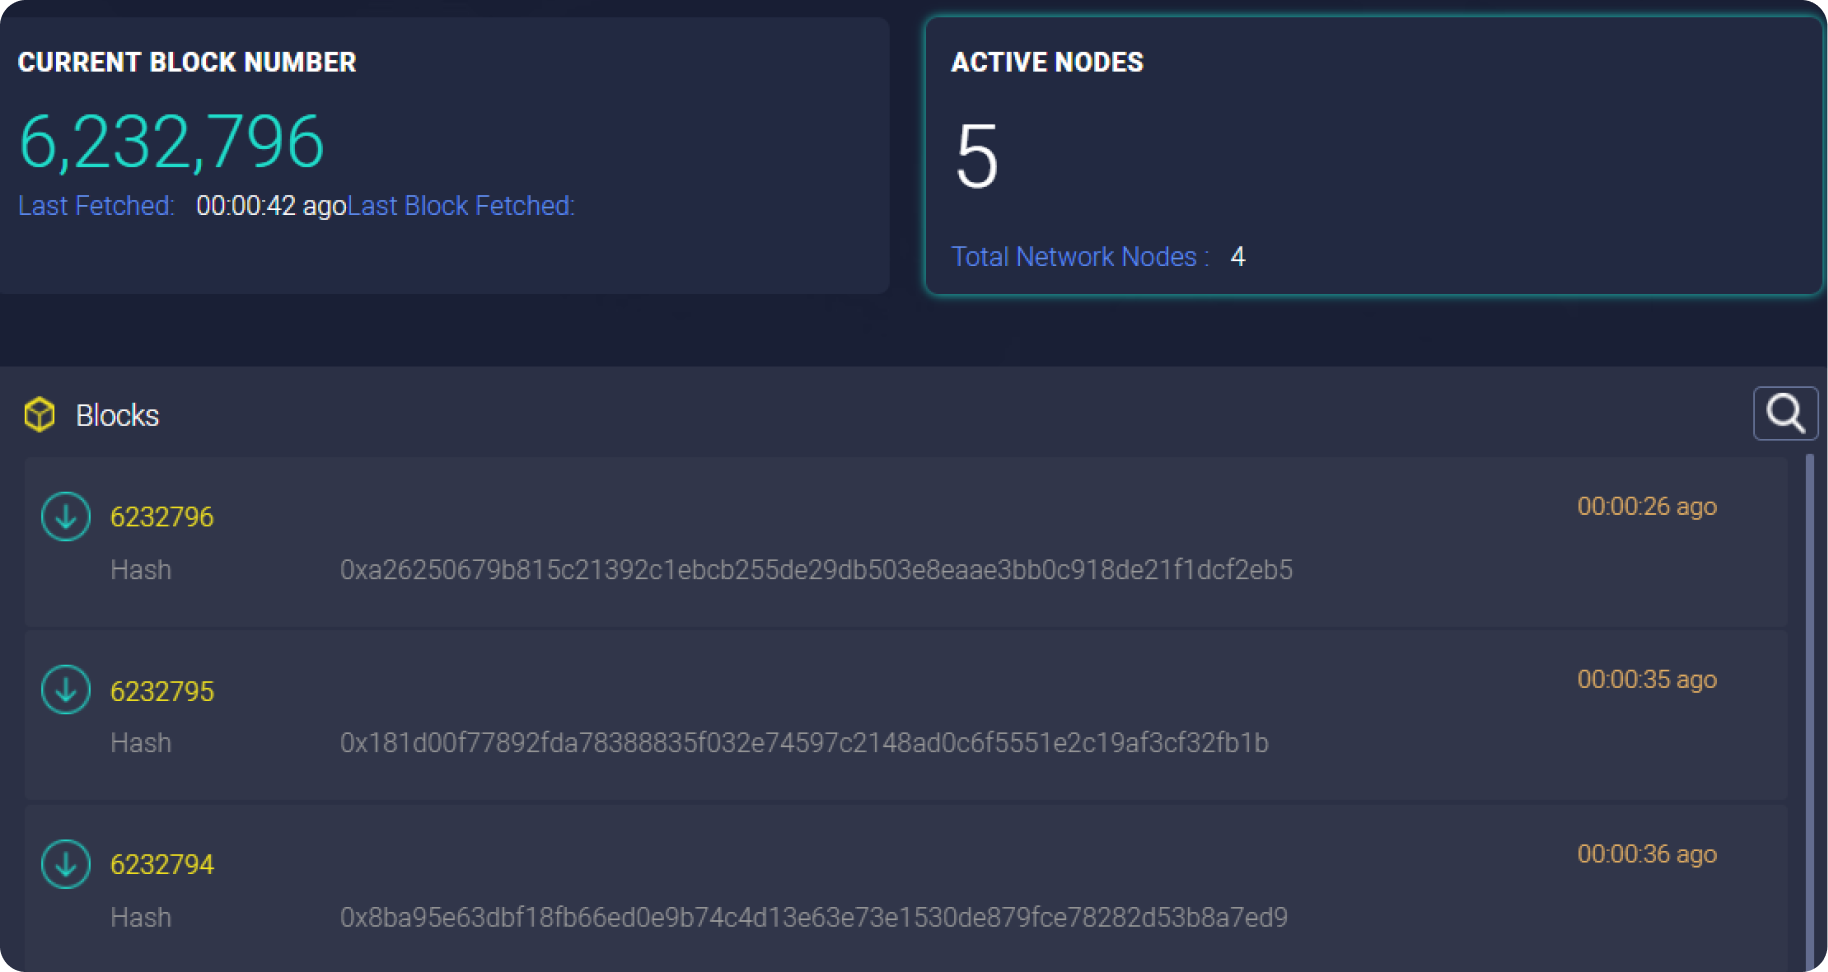 CURRENT BLOCK NUMBER
6,232,796
Last Fetched: 00:00:42 agoLast Block Fetched:
ACTIVE NODES
5
Total Network Nodes : 4
Blocks
6232796
00:00:26 ago
Hash 0xa26250679b815c21392c1ebcb255de29db503e8eaae3bb0c918de21f1dcf2eb5
6232795
00:00:35 ago
Hash 0x181d00f77892fda78388835f032e74597c2148ad0c6f5551e2c19af3cf32fb1b
6232794
00:00:36 ago
Hash 0x8ba95e63dbf18fb66ed0e9b74c4d13e63e73e1530de879fce78282d53b8a7ed9